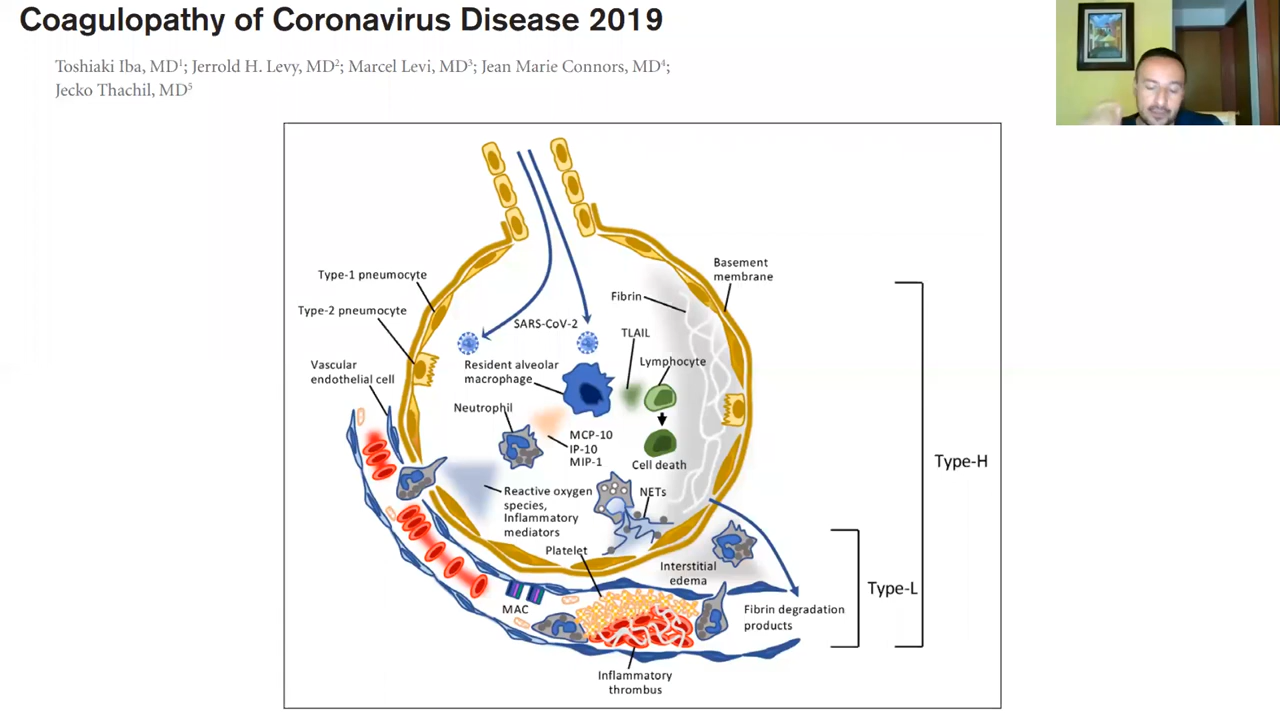 Coagulopathy of Coronavirus Disease 2019
Toshiaki Iba, MD1; Jerrold H. Levy, MD2; Marcel Levi, MD3; Jean Marie Connors, MD4;
Jecko Thachil, MD5
Basement
membrane
Type-1 pneumocyte
Fibrin
Type-2 pneumocyte
SARS-CoV-2
TLAIL
Vascular
endothelial cell
Resident alveolar
macrophage
Lymphocyte
Neutrophil
MCP-10
IP-10
MIP-1
Cell death
Type-H
Reactive oxygen
species,
Inflammatory
mediators
NETs
Platelet
Interstitial
edema
Type-L
MAC
Fibrin degradation
products
Inflammatory
thrombus